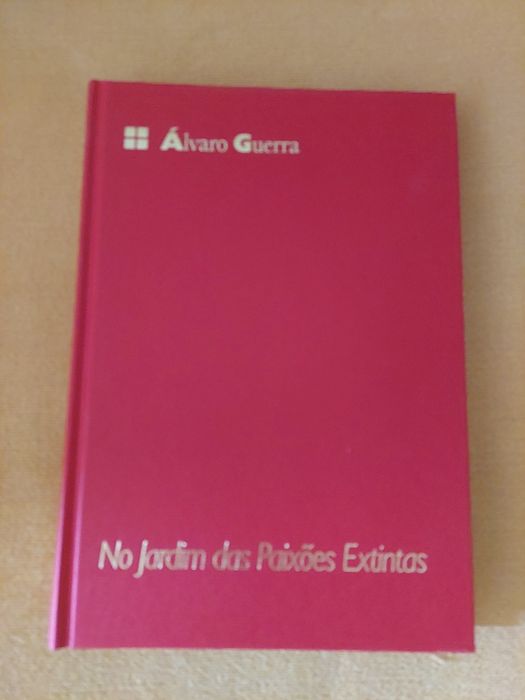 Álvaro Guerra
No Jardim das Paixões Extintas